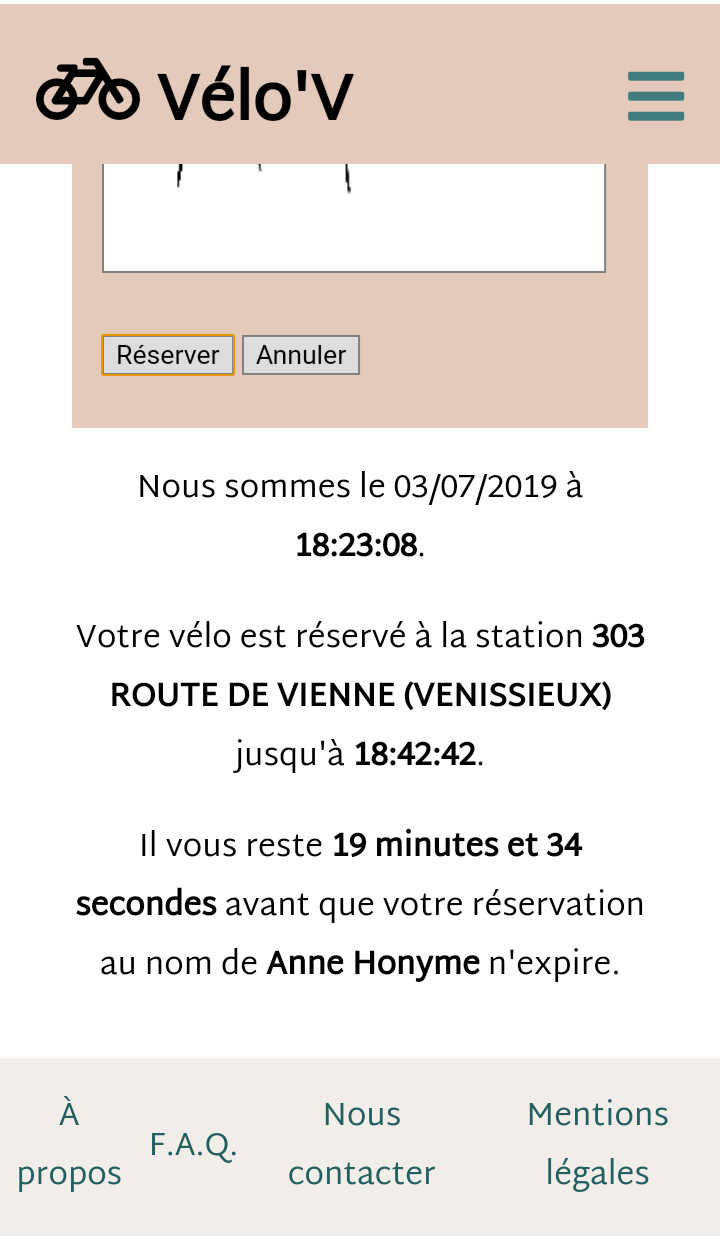 Vélo'V
Réserver Annuler
Nous sommes le 03/07/2019 à
18:23:08.
Votre vélo est réservé à la station 303
ROUTE DE VIENNE (VENISSIEUX)
jusqu'à 18:42:42.
Il vous reste 19 minutes et 34
secondes avant que votre réservation
au nom de Anne Honyme n'expire.
À propos
F.A.Q.
Nous contacter
Mentions légales